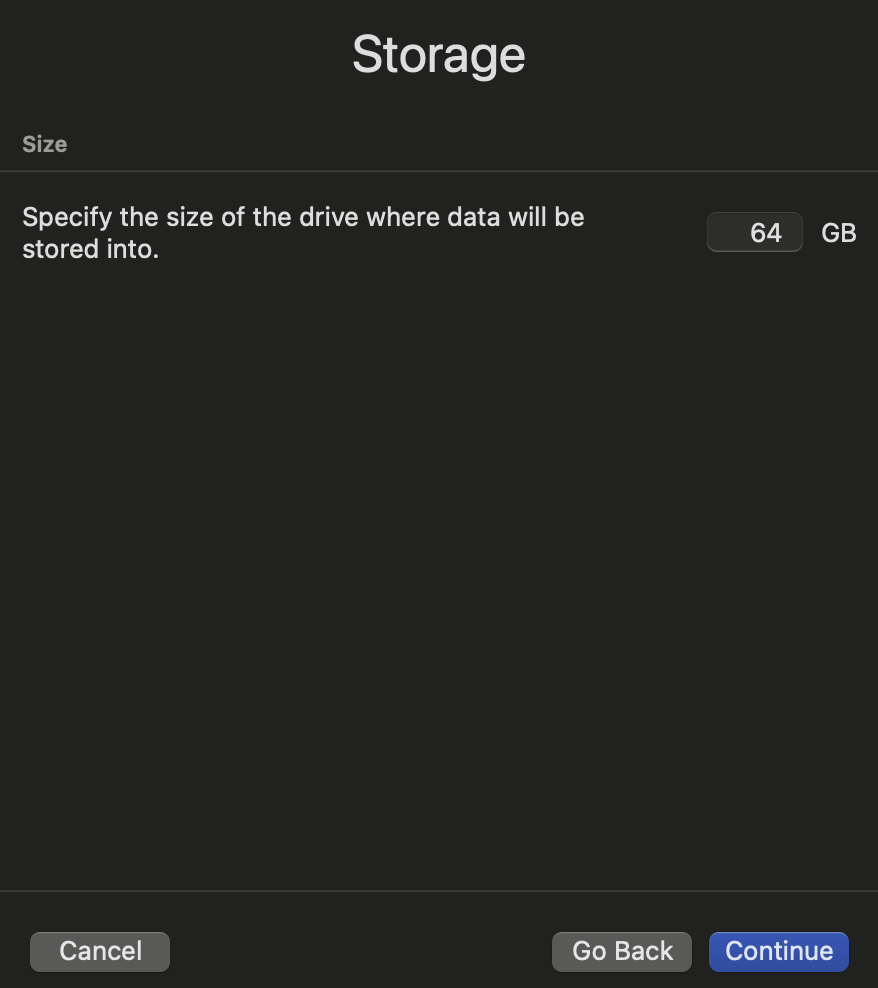 Storage
Size
Specify the size of the drive where data will be
stored into.
64 GB
Cancel Go Back Continue